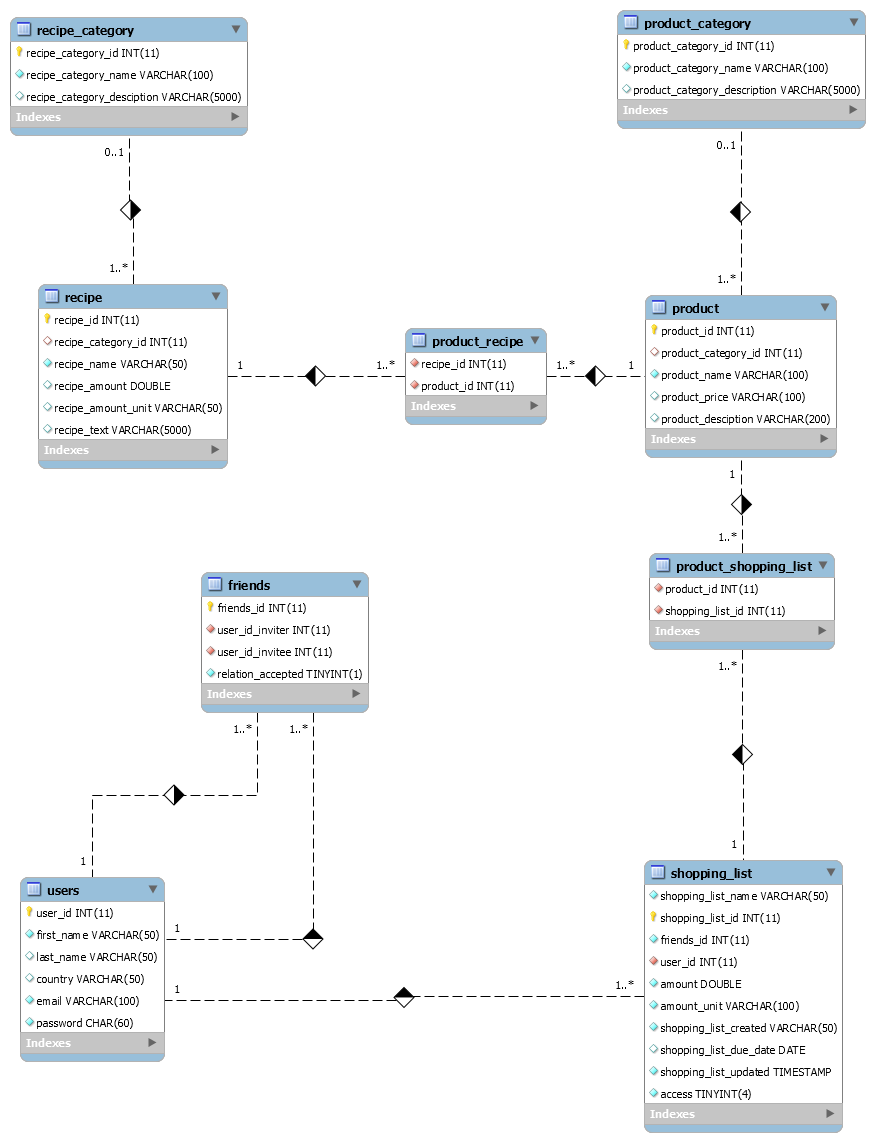 recipe_category
recipe_category_id INT(11)
recipe_category_name VARCHAR(100)
recipe_category_desciption VARCHAR(5000)
Indexes
product_category
product_category_id INT(11)
product_category_name VARCHAR(100)
product_category_description VARCHAR(5000)
Indexes
0..1
1..*
0..1
1..*
recipe
recipe_id INT(11)
recipe_category_id INT(11)
recipe_name VARCHAR(50)
recipe_amount DOUBLE
recipe_amount_unit VARCHAR(50)
recipe_text VARCHAR(5000)
Indexes
1
1..*
product_recipe
recipe_id INT(11)
product_id INT(11)
Indexes
1..*
1
product
product_id INT(11)
product_category_id INT(11)
product_name VARCHAR(100)
product_price VARCHAR(100)
product_desciption VARCHAR(200)
Indexes
1
1..*
product_shopping_list
product_id INT(11)
shopping_list_id INT(11)
Indexes
1..*
1
friends
friends_id INT(11)
user_id_inviter INT(11)
user_id_invitee INT(11)
relation_accepted TINYINT(1)
Indexes
1..*
1..*
1
users
user_id INT(11)
first_name VARCHAR(50)
last_name VARCHAR(50)
country VARCHAR(50)
email VARCHAR(100)
password CHAR(60)
Indexes
1
1
1..*
shopping_list
shopping_list_name VARCHAR(50)
shopping_list_id INT(11)
friends_id INT(11)
user_id INT(11)
amount DOUBLE
amount_unit VARCHAR(100)
shopping_list_created VARCHAR(50)
shopping_list_due_date DATE
shopping_list_updated TIMESTAMP
access TINYINT(4)
Indexes